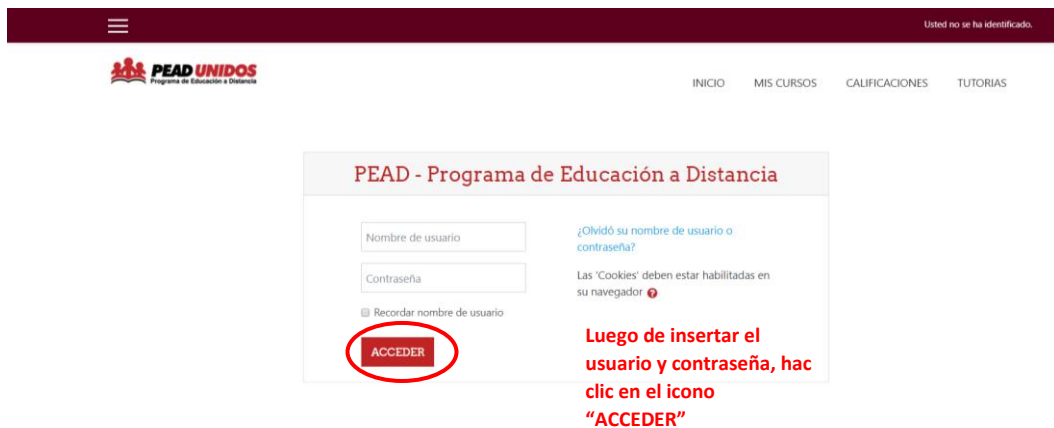 Usted no se ha identificado.
PEAD UNIDOS
Programa de Educación a Distancia
INICIO MIS CURSOS CALIFICACIONES TUTORIAS
PEAD - Programa de Educación a Distancia
Nombre de usuario
Contraseña
Recordar nombre de usuario
ACCEDER
¿Olvidó su nombre de usuario o
contraseña?
Las 'Cookies' deben estar habilitadas en
su navegador
Luego de insertar el
usuario y contraseña, hac
clic en el icono
“ACCEDER”